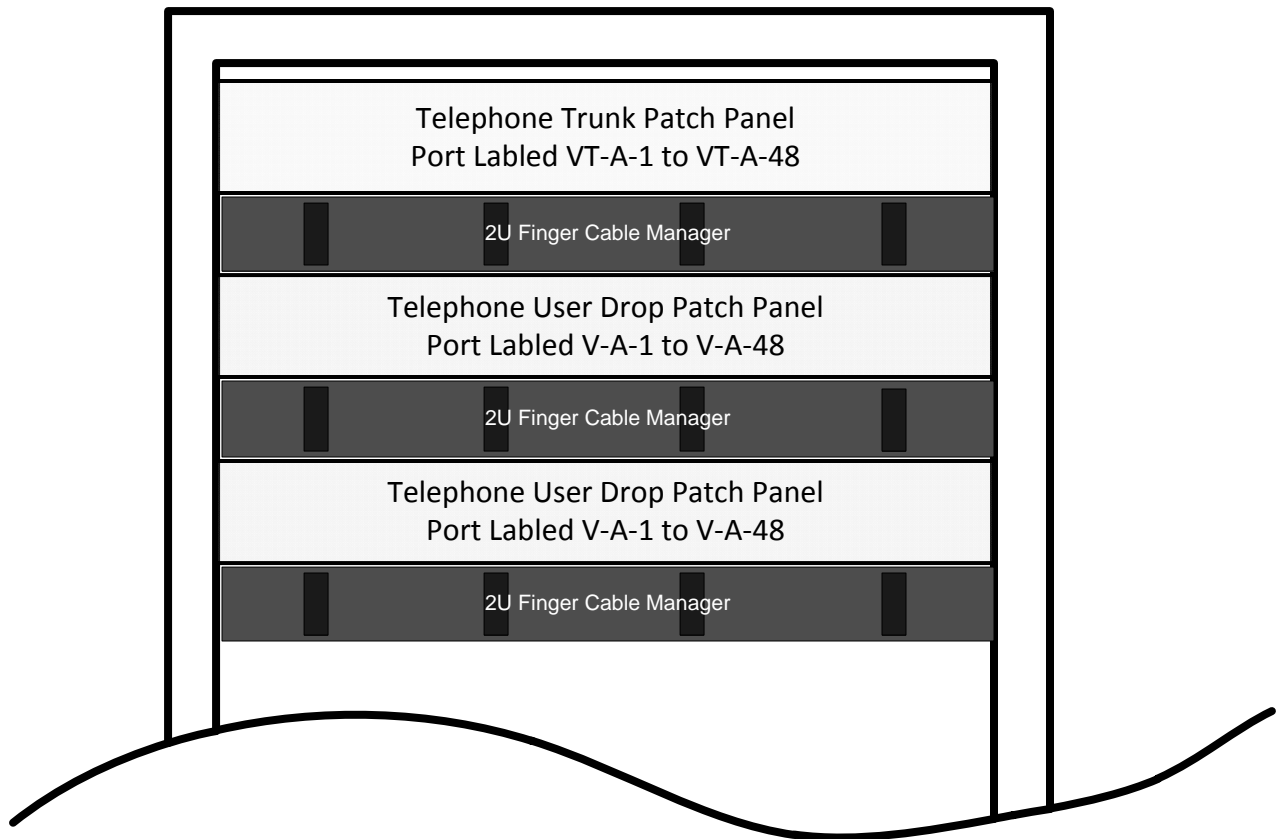 Telephone Trunk Patch Panel
Port Labled VT-A-1 to VT-A-48
2U Finger Cable Manager
Telephone User Drop Patch Panel
Port Labled V-A-1 to V-A-48
2U Finger Cable Manager
Telephone User Drop Patch Panel
Port Labled V-A-1 to V-A-48
2U Finger Cable Manager